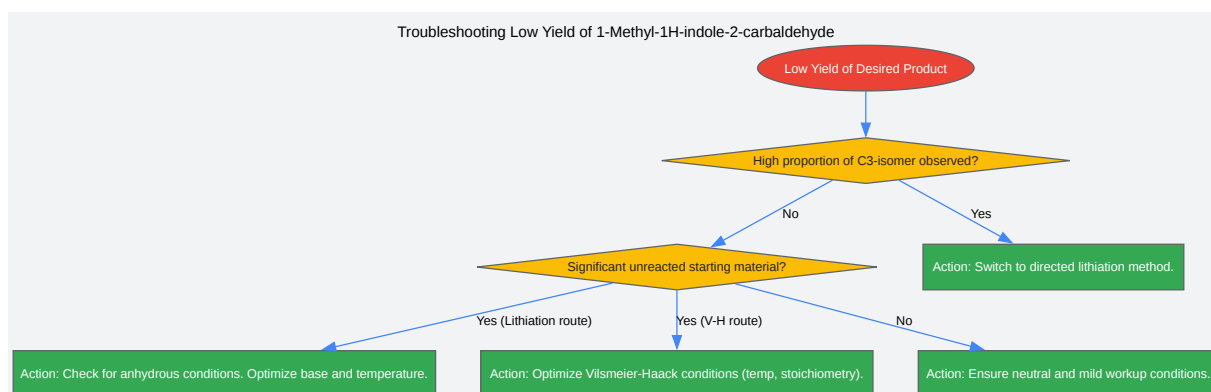 Troubleshooting Low Yield of 1-Methyl-1H-indole-2-carbaldehyde
Low Yield of Desired Product
High proportion of C3-isomer observed?
No
Yes
Significant unreacted starting material?
Action: Switch to directed lithiation method.
Yes (Lithiation route)
Yes (V-H route)
No
Action: Check for anhydrous conditions. Optimize base and temperature.
Action: Optimize Vilsmeier-Haack conditions (temp, stoichiometry).
Action: Ensure neutral and mild workup conditions.